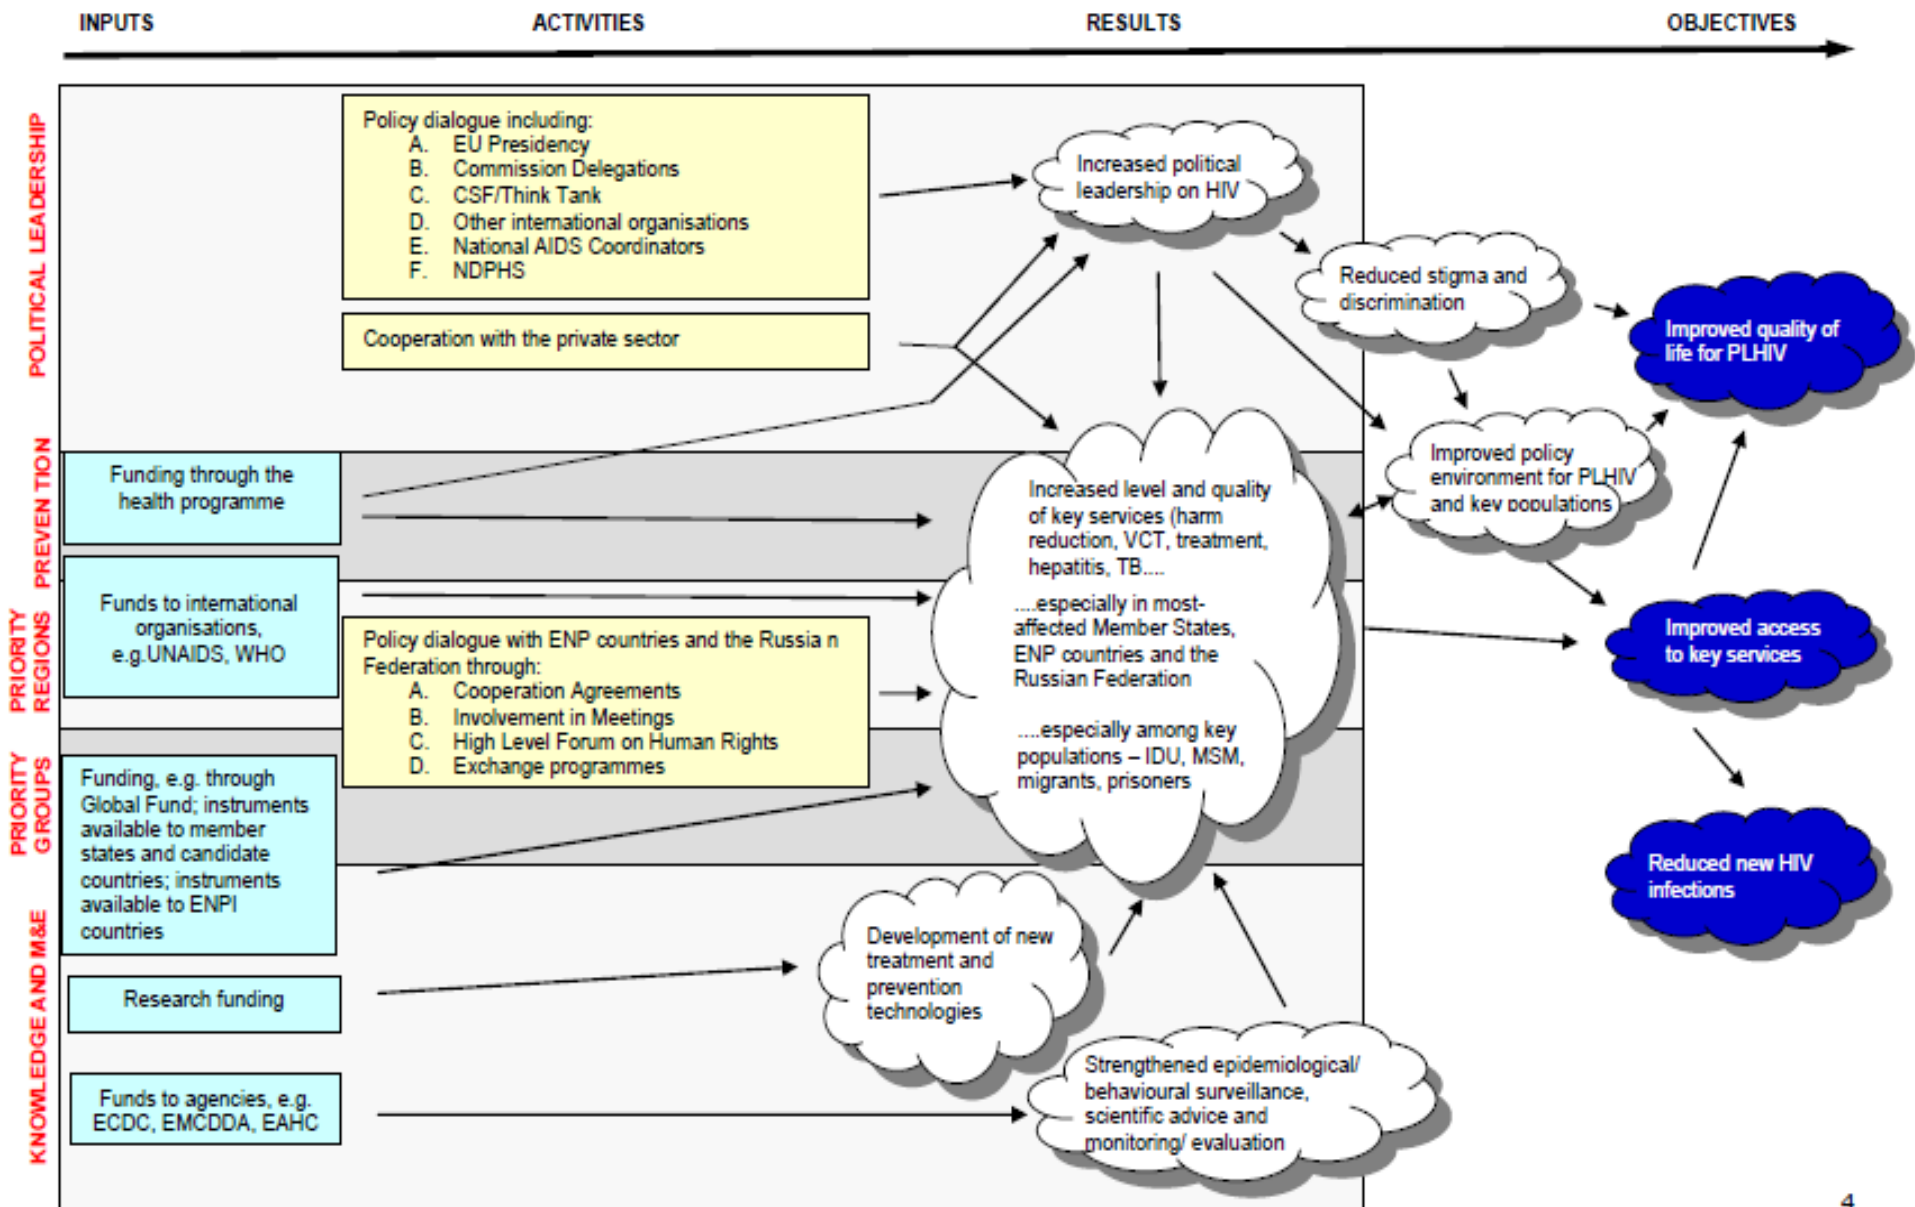 INPUTS
ACTIVITIES
RESULTS
OBJECTIVES
POLITICAL LEADERSHIP
Policy dialogue including:
A. EU Presidency
B. Commission Delegations
C. CSF/Think Tank
D. Other international organisations
E. National AIDS Coordinators
F. NDPHS
Cooperation with the private sector
Increased political
leadership on HIV
Reduced stigma and
discrimination
Improved quality of
life for PLHIV
Improved policy
environment for PLHIV
and key populations
PREVEN TION
Funding through the
health programme
Increased level and quality
of key services (harm
reduction, VCT, treatment,
hepatitis, TB....
....especially in most-
affected Member States,
ENP countries and the
Russian Federation
....especially among key
populations – IDU, MSM,
migrants, prisoners
PRIORITY
REGIONS
Funds to international
organisations,
e.g.UNAIDS, WHO
Policy dialogue with ENP countries and the Russia n
Federation through:
A. Cooperation Agreements
B. Involvement in Meetings
C. High Level Forum on Human Rights
D. Exchange programmes
Improved access
to key services
PRIORITY
GROUPS
Funding, e.g. through
Global Fund; instruments
available to member
states and candidate
countries; instruments
available to ENPI
countries
Reduced new HIV
infections
KNOWLEDGE AND M&E
Research funding
Development of new
treatment and
prevention
technologies
Funds to agencies, e.g.
ECDC, EMCDDA, EAHC
Strengthened epidemiological/
behavioural surveillance,
scientific advice and
monitoring/ evaluation
4